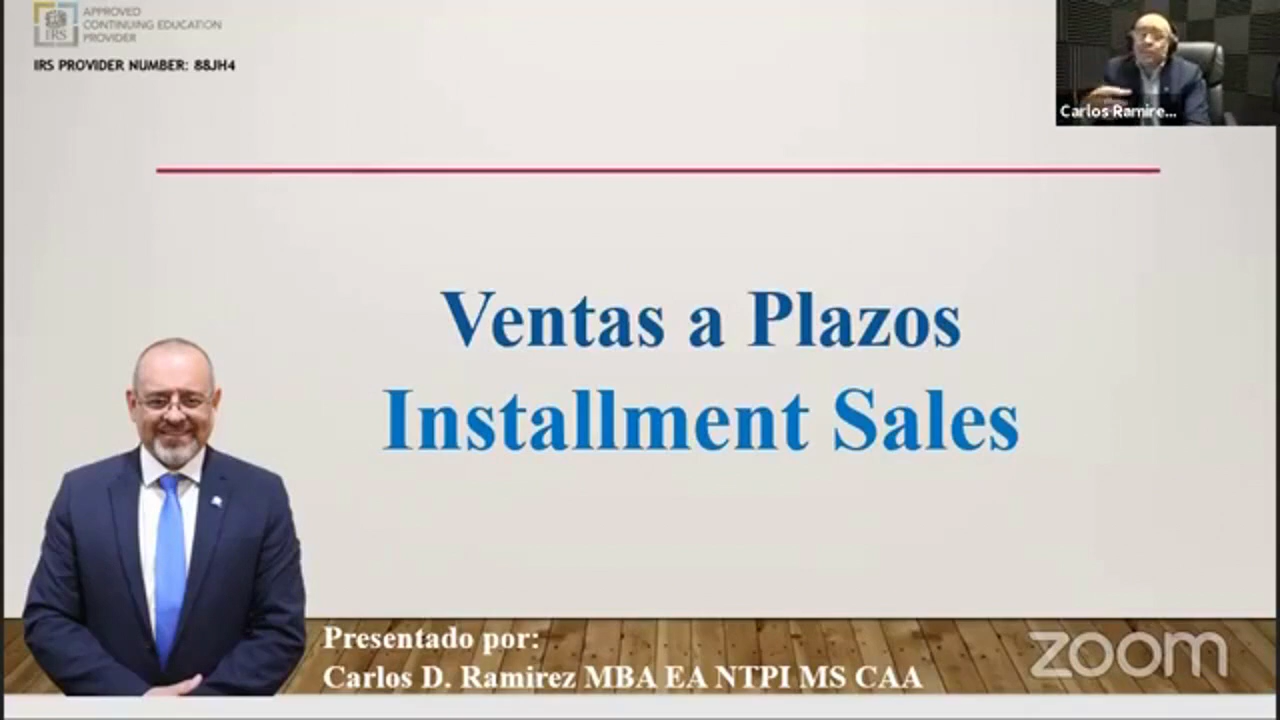 APPROVED
CONTINUING EDUCATION
PROVIDER
IRS
IRS PROVIDER NUMBER: 88JH4
Carlos Ramire...
Ventas a Plazos
Installment Sales
Presentado por:
Carlos D. Ramirez MBA EA NTPI MS CAA
zoom